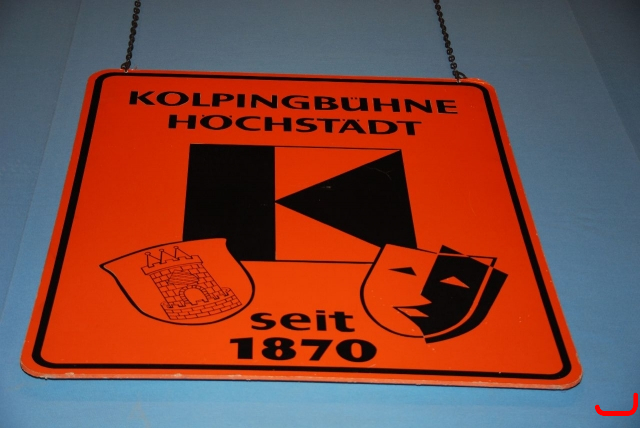 KOLPINGBÜHNE
HÖCHSTÄDT
seit
1870